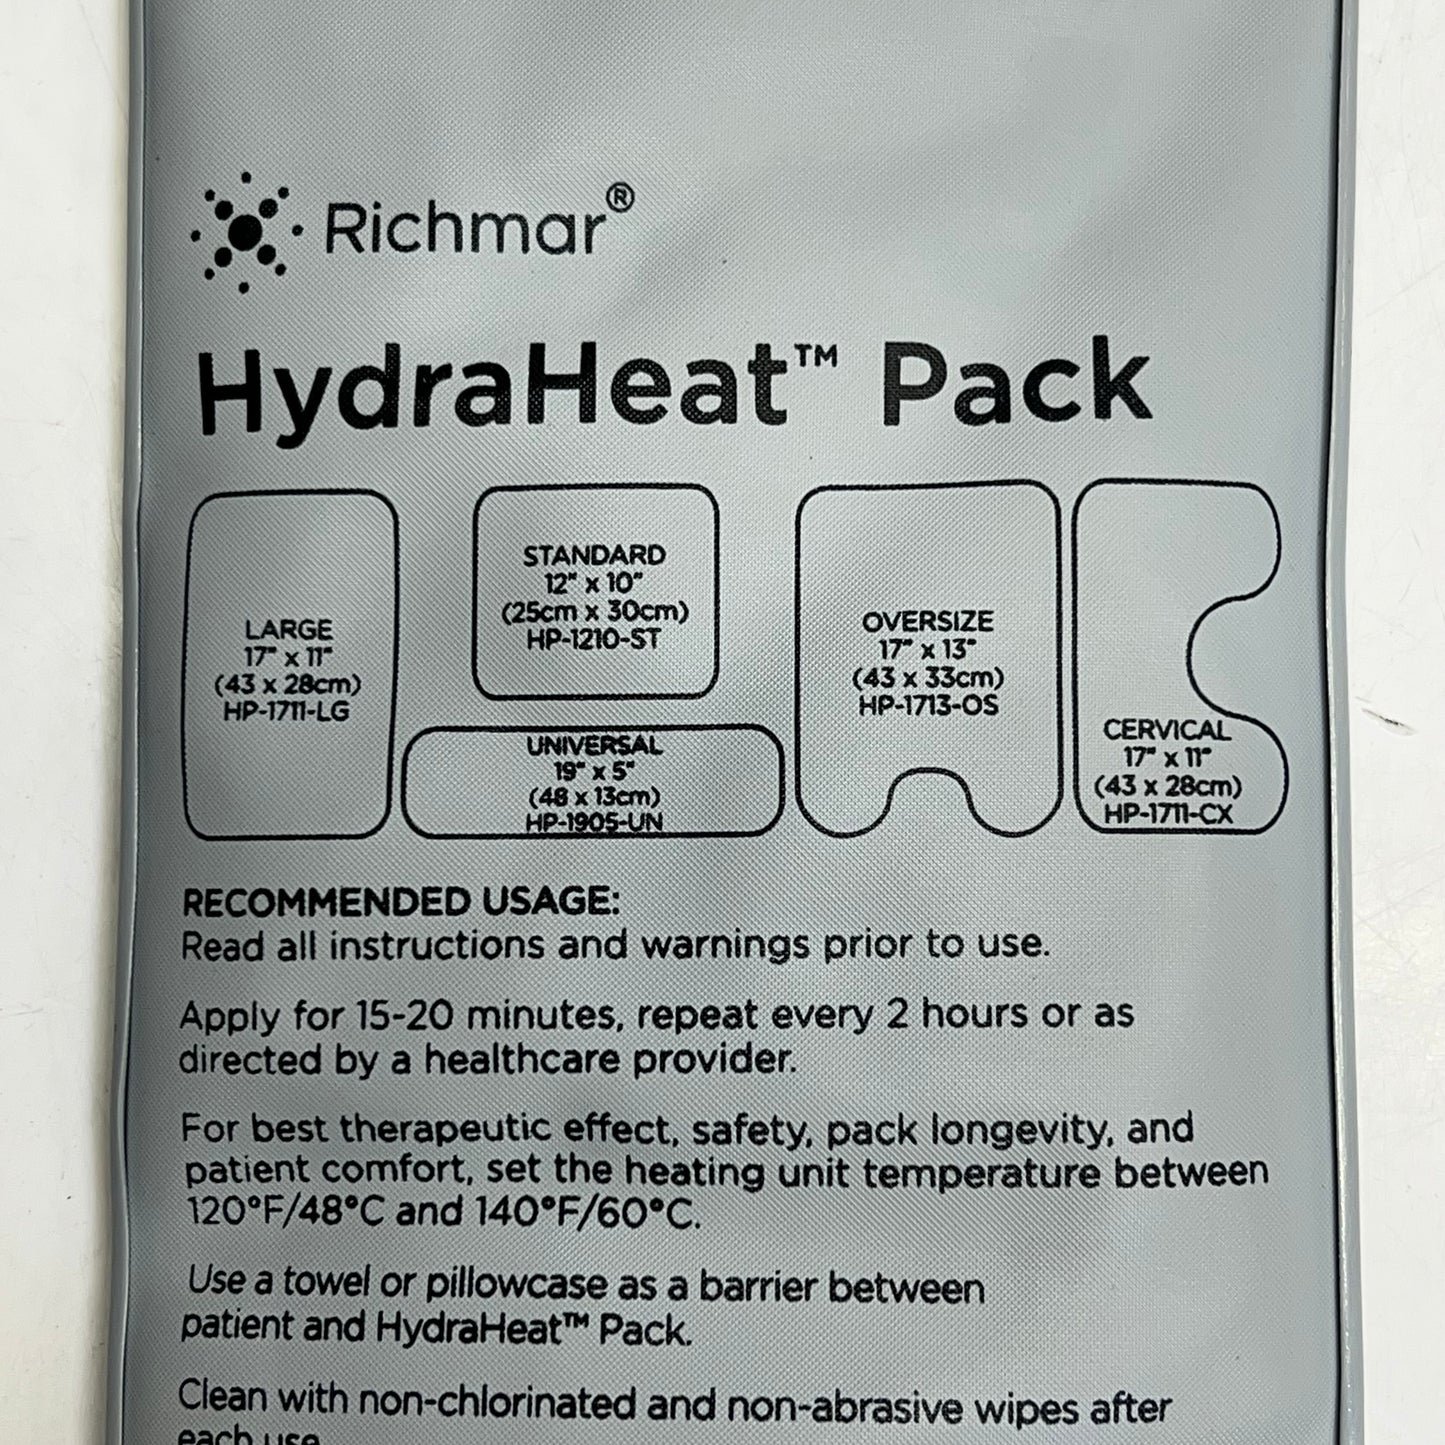 Richmar®
HydraHeat™ Pack
LARGE
17" x 11"
(43 x 28cm)
HP-1711-LG
STANDARD
12" x 10"
(25cm x 30cm)
HP-1210-ST
UNIVERSAL
19" x 5"
(48 x 13cm)
HP-1905-UN
OVERSIZE
17" x 13"
(43 x 33cm)
HP-1713-OS
CERVICAL
17" x 11"
(43 x 28cm)
HP-1711-CX
RECOMMENDED USAGE:
Read all instructions and warnings prior to use.
Apply for 15-20 minutes, repeat every 2 hours or as
directed by a healthcare provider.
For best therapeutic effect, safety, pack longevity, and
patient comfort, set the heating unit temperature between
120°F/48°C and 140°F/60°C.
Use a towel or pillowcase as a barrier between
patient and HydraHeat™ Pack.
Clean with non-chlorinated and non-abrasive wipes after
each use